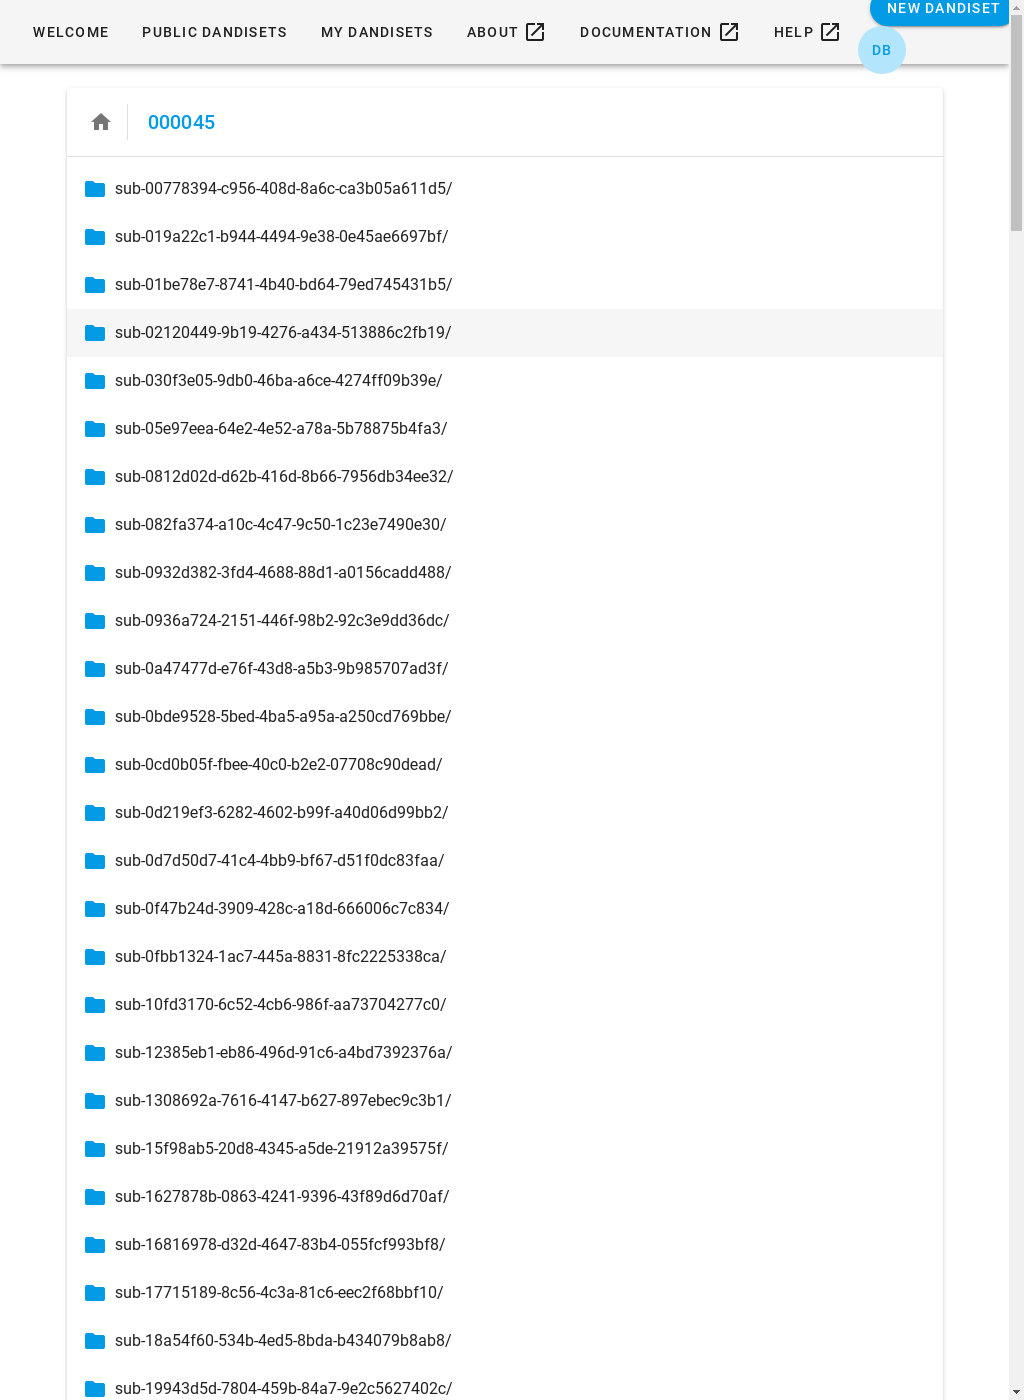 NEW DANDISET
WELCOME PUBLIC DANDISETS MY DANDISETS ABOUT DOCUMENTATION HELP
DB
000045
sub-00778394-c956-408d-8a6c-ca3b05a611d5/
sub-019a22c1-b944-4494-9e38-0e45ae6697bf/
sub-01be78e7-8741-4b40-bd64-79ed745431b5/
sub-02120449-9b19-4276-a434-513886c2fb19/
sub-030f3e05-9db0-46ba-a6ce-4274ff09b39e/
sub-05e97eea-64e2-4e52-a78a-5b78875b4fa3/
sub-0812d02d-d62b-416d-8b66-7956db34ee32/
sub-082fa374-a10c-4c47-9c50-1c23e7490e30/
sub-0932d382-3fd4-4688-88d1-a0156cadd488/
sub-0936a724-2151-446f-98b2-92c3e9dd36dc/
sub-0a47477d-e76f-43d8-a5b3-9b985707ad3f/
sub-0bde9528-5bed-4ba5-a95a-a250cd769bbe/
sub-0cd0b05f-fbee-40c0-b2e2-07708c90dead/
sub-0d219ef3-6282-4602-b99f-a40d06d99bb2/
sub-0d7d50d7-41c4-4bb9-bf67-d51f0dc83faa/
sub-0f47b24d-3909-428c-a18d-666006c7c834/
sub-0fbb1324-1ac7-445a-8831-8fc2225338ca/
sub-10fd3170-6c52-4cb6-986f-aa73704277c0/
sub-12385eb1-eb86-496d-91c6-a4bd7392376a/
sub-1308692a-7616-4147-b627-897ebec9c3b1/
sub-15f98ab5-20d8-4345-a5de-21912a39575f/
sub-1627878b-0863-4241-9396-43f89d6d70af/
sub-16816978-d32d-4647-83b4-055fcf993bf8/
sub-17715189-8c56-4c3a-81c6-eec2f68bbf10/
sub-18a54f60-534b-4ed5-8bda-b434079b8ab8/
sub-19943d5d-7804-459b-84a7-9e2c5627402c/